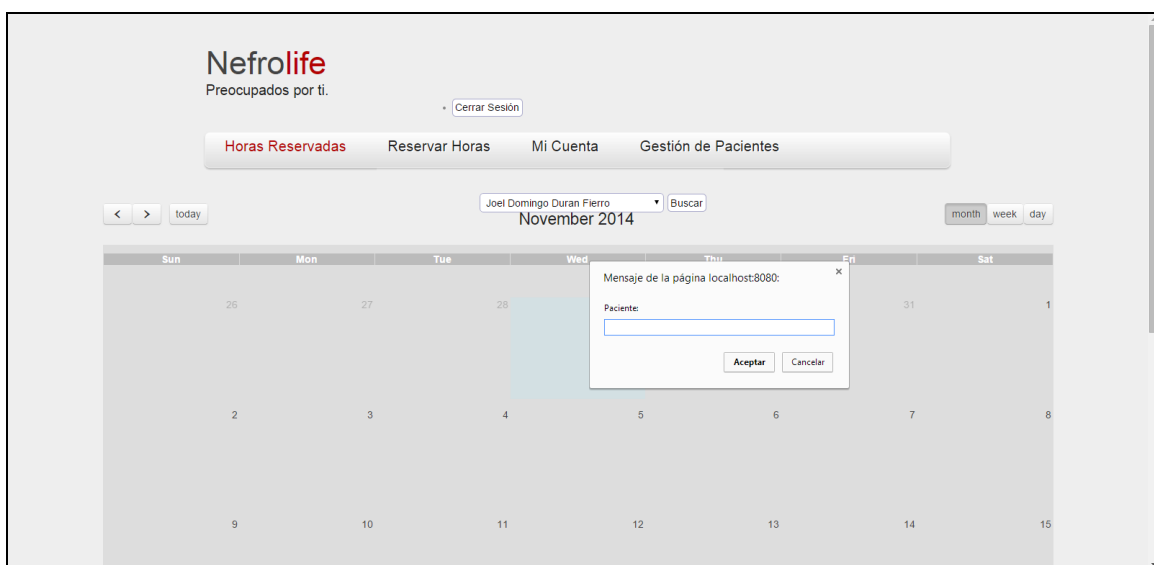 Nefrolife
Preocupados por ti.
Cerrar Sesión
Horas Reservadas Reservar Horas Mi Cuenta Gestión de Pacientes
Joel Domingo Duran Fierro Buscar
today November 2014 month week day
Sun Mon Tue Wed Thu Fri Sat
Mensaje de la página localhost:8080:
Paciente:
Aceptar Cancelar
26 27 28 31 1
2 3 4 5 6 7 8
9 10 11 12 13 14 15